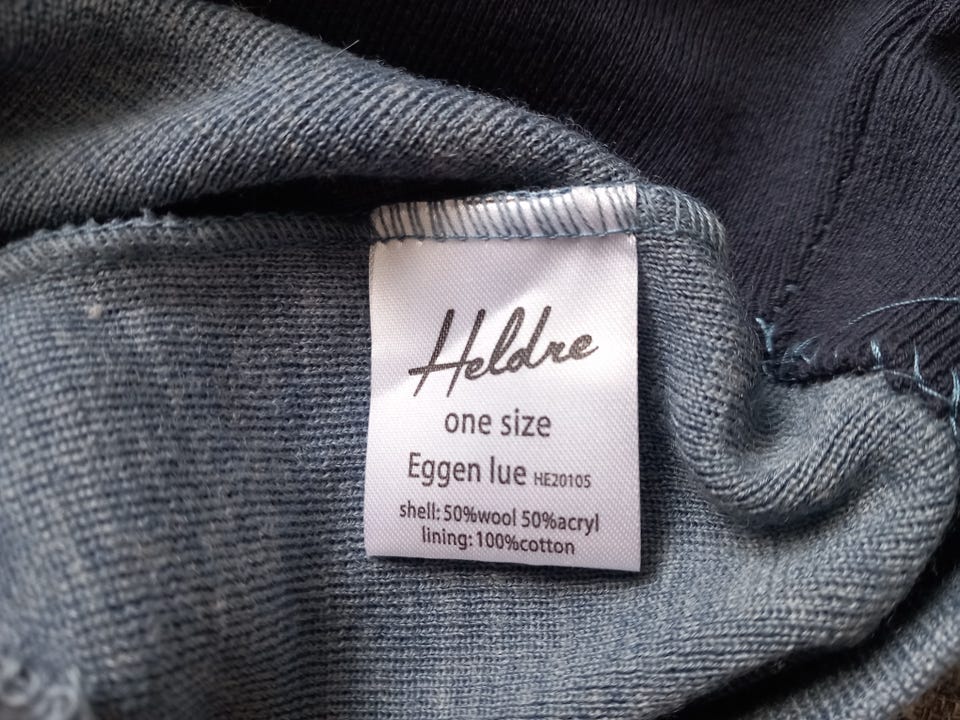 Heldre
one size
Eggen lue HE20105
shell: 50%wool 50%acryl
lining: 100%cotton